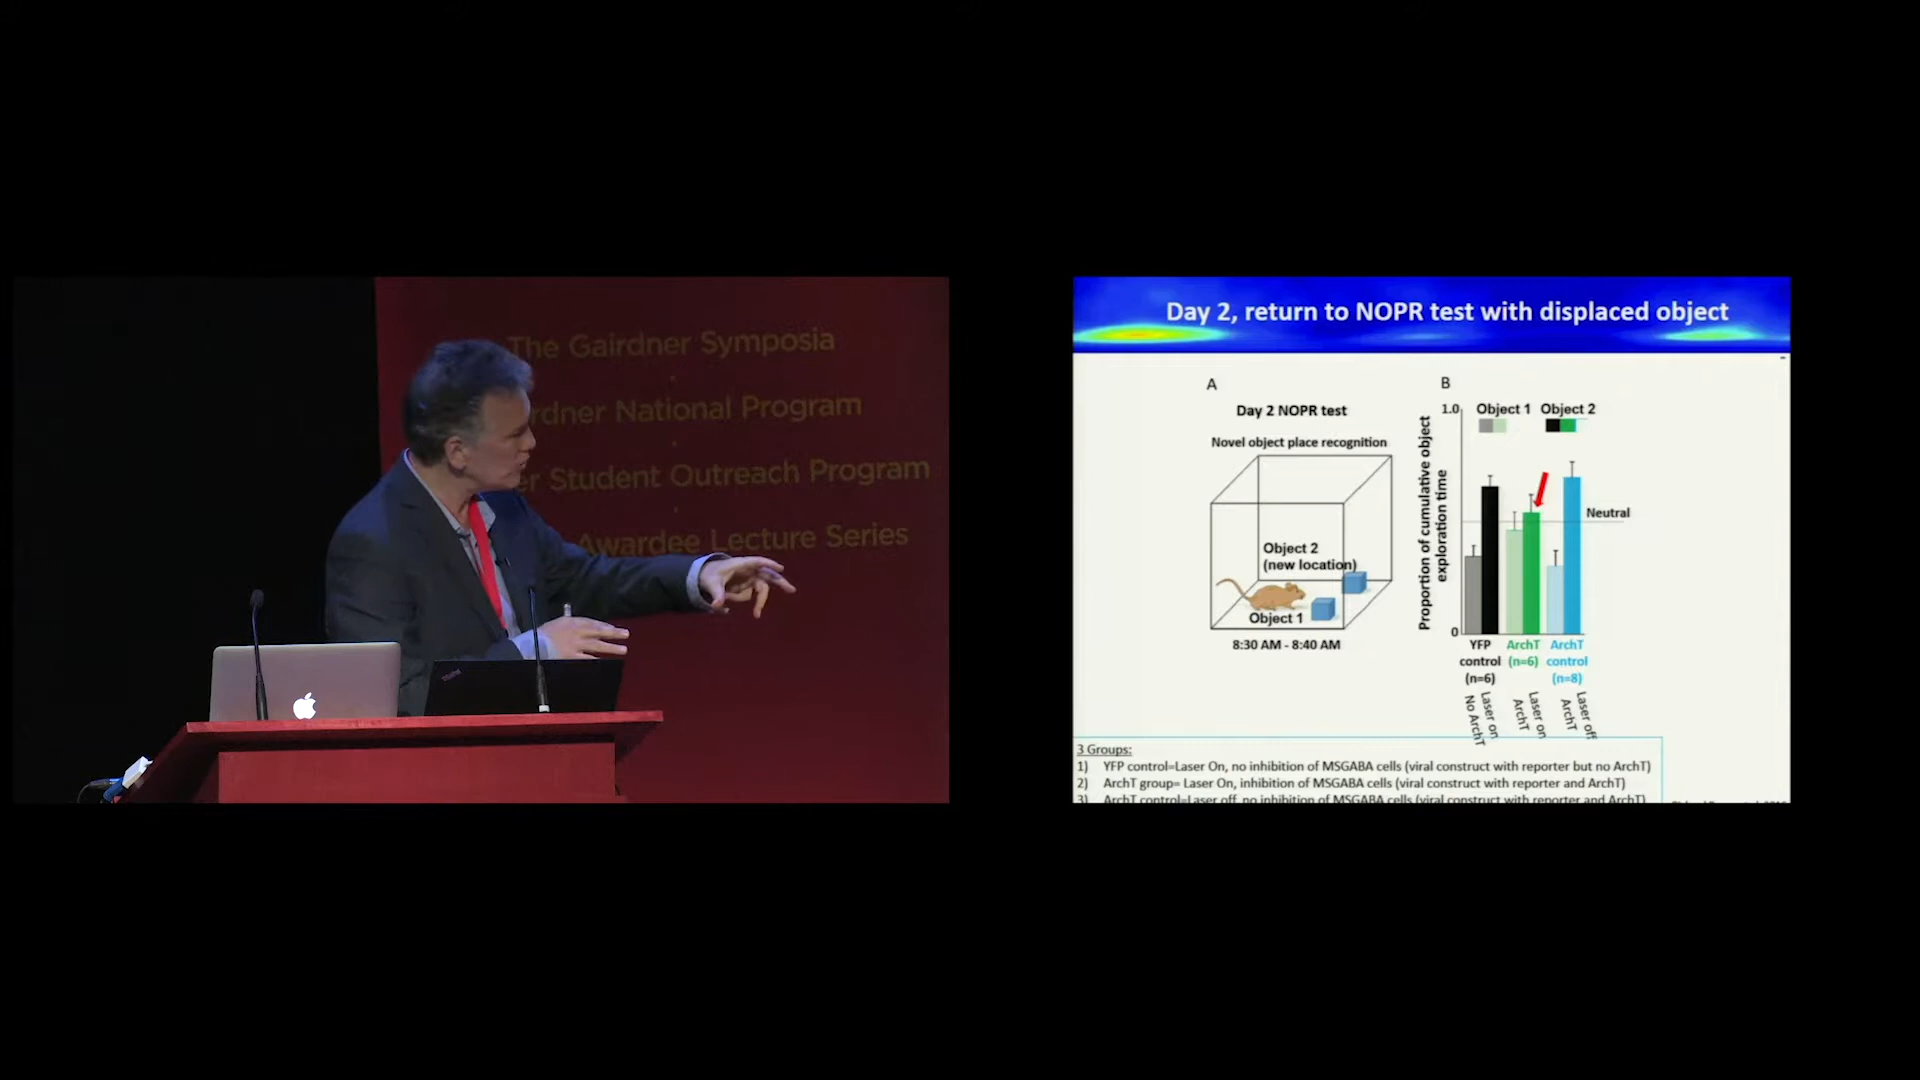 The Gairdner Symposia
rdner National Program
er Student Outreach Program
Awardee Lecture Series
Day 2, return to NOPR test with displaced object
A
Day 2 NOPR test
Novel object place recognition
Object 2
(new location)
Object 1
8:30 AM - 8:40 AM
B
Object 1 Object 2
1.0
Proportion of cumulative object
exploration time
Neutral
0
YFP
control
(n=6)
ArchT
(n=6)
ArchT
control
(n=8)
Laser on
No ArchT
Laser on
ArchT
Laser off
ArchT
3 Groups:
1) YFP control=Laser On, no inhibition of MSGABA cells (viral construct with reporter but no ArchT)
2) ArchT group= Laser On, inhibition of MSGABA cells (viral construct with reporter and ArchT)
3) ArchT control=Laser off, no inhibition of MSGABA cells (viral construct with reporter and ArchT)